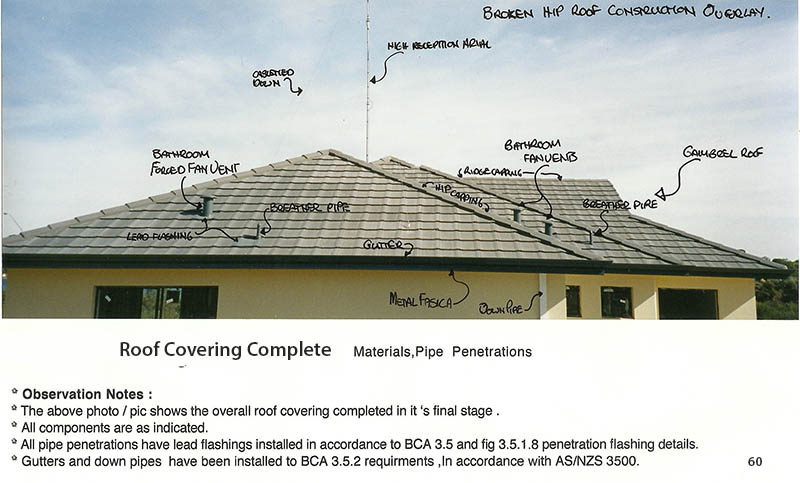 BROKEN HIP ROOF CONSTRUCTION OVERLAY.
HIGH RECEPTION ARIAL
DOWN
BATHROOM
FORCED FAN VENT
BATHROOM
FAN VENTS
GAMBREL ROOF
RIDGE CAPPING
HIP CAPPING
BREATHER PIPE
BREATHER PIPE
LEAD FLASHING
GUTTER
METAL FASICA
DOWN PIPE
Roof Covering Complete Materials,Pipe Penetrations
* Observation Notes :
* The above photo / pic shows the overall roof covering completed in it 's final stage .
* All components are as indicated.
* All pipe penetrations have lead flashings installed in accordance to BCA 3.5 and fig 3.5.1.8 penetration flashing details.
* Gutters and down pipes have been installed to BCA 3.5.2 requirments ,In accordance with AS/NZS 3500.
60